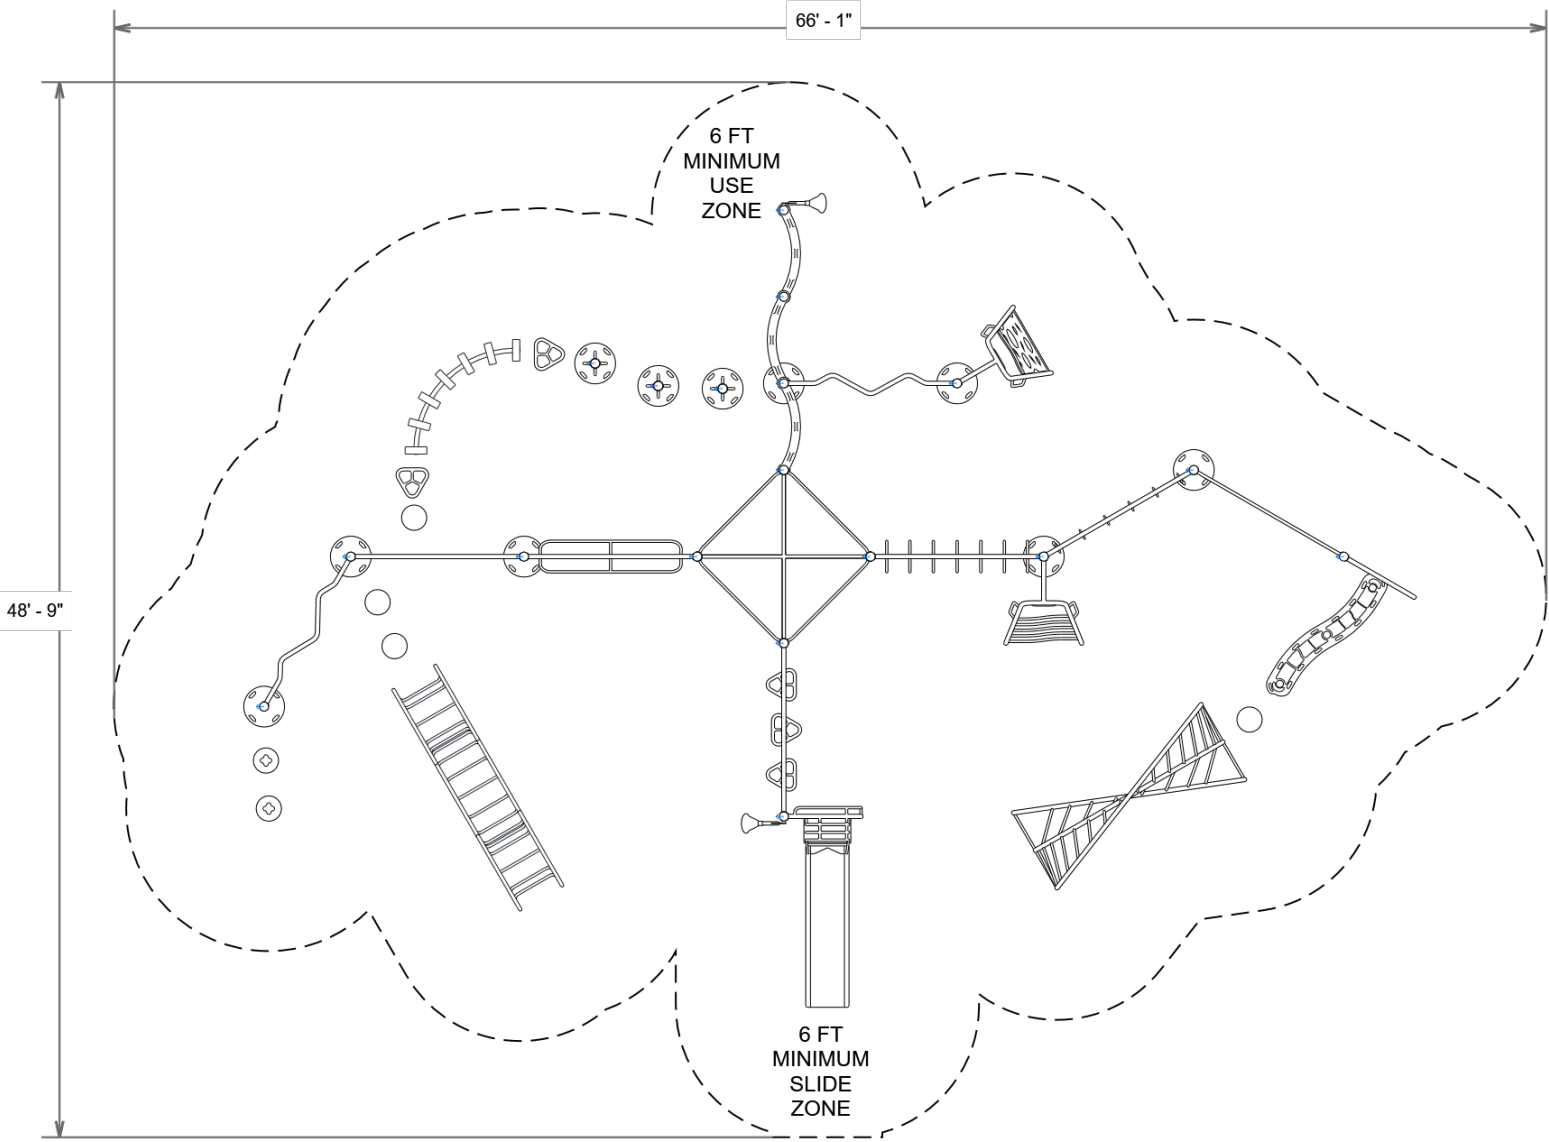 66' - 1"
6 FT
MINIMUM
USE
ZONE
48' - 9"
6 FT
MINIMUM
SLIDE
ZONE